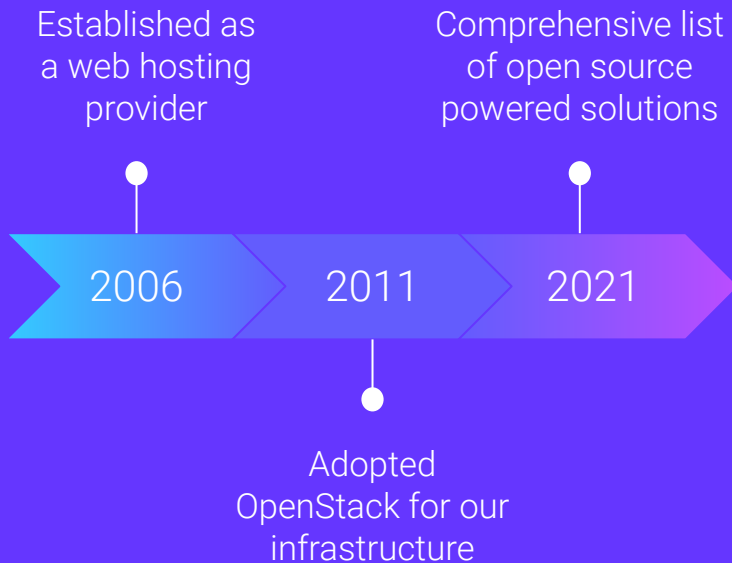 Established as
a web hosting
provider
Comprehensive list
of open source
powered solutions
2006
2011
2021
Adopted
OpenStack for our
infrastructure